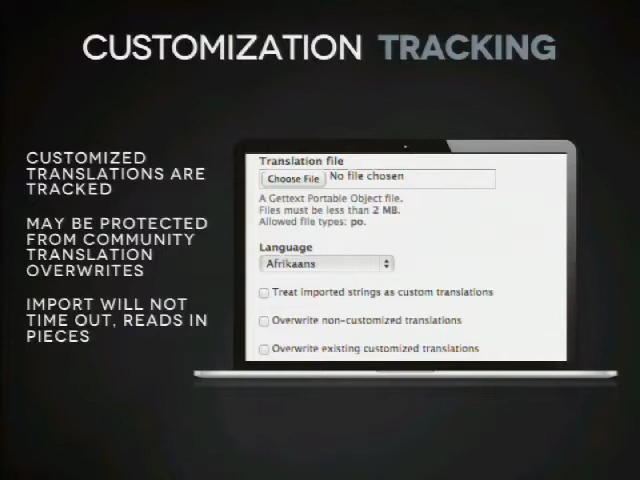 CUSTOMIZATION TRACKING
CUSTOMIZED
TRANSLATIONS ARE
TRACKED
MAY BE PROTECTED
FROM COMMUNITY
TRANSLATION
OVERWRITES
IMPORT WILL NOT
TIME OUT, READS IN
PIECES
Translation file
Choose File No file chosen
A Gettext Portable Object file.
Files must be less than 2 MB.
Allowed file types: po.
Language
Afrikaans
Treat imported strings as custom translations
Overwrite non-customized translations
Overwrite existing customized translations